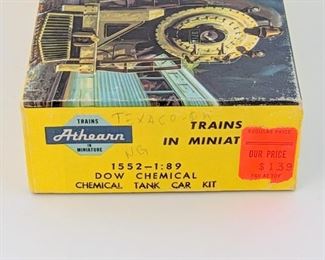 TRAINS
Athearn
IN
MINIATURE
TEXACO
NG
TRAINS
IN MINIAT
1552-1:89
DOW CHEMICAL
CHEMICAL TANK CAR KIT
REGULAR PRICE
OUR PRICE
$1.39